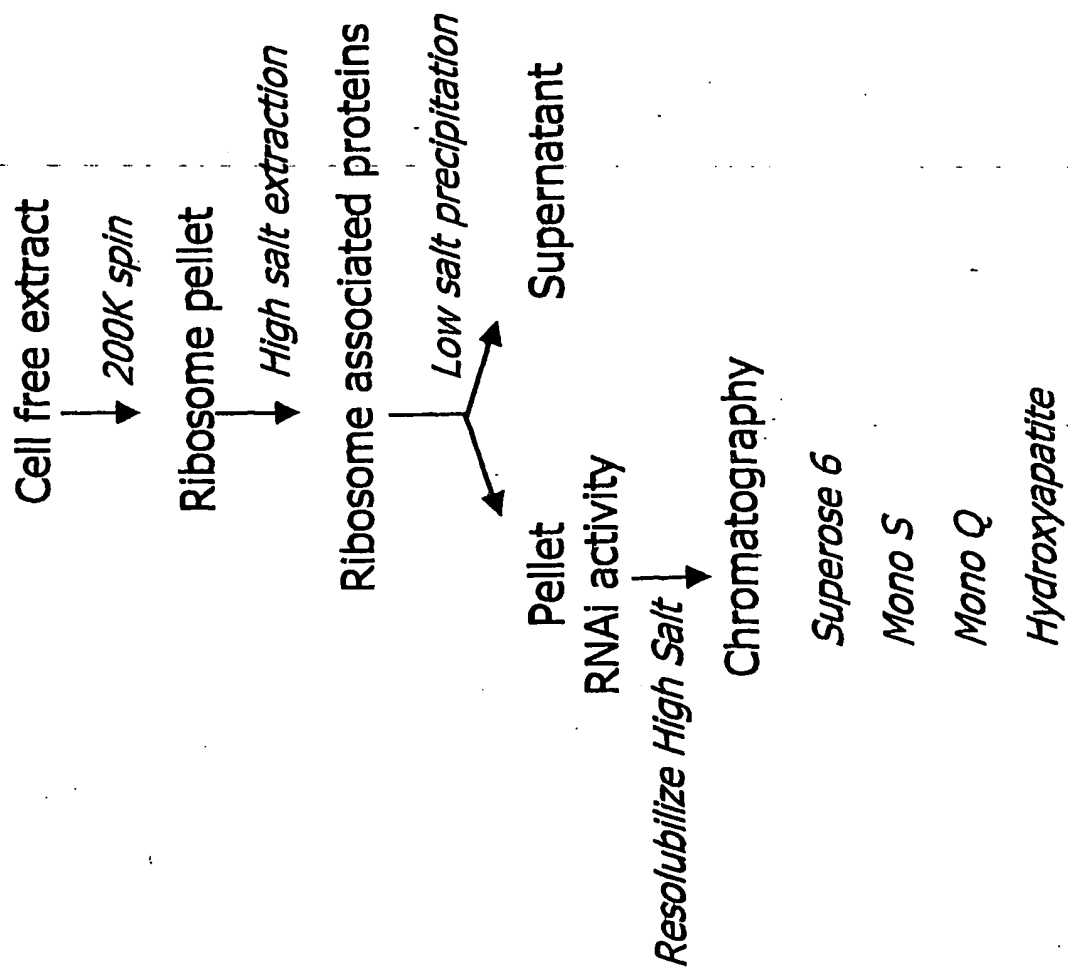 Cell free extract
200K spin
Ribosome pellet
High salt extraction
Ribosome associated proteins
Low salt precipitation
Pellet
Supernatant
RNAi activity
Resolubilize High Salt
Chromatography
Superose 6
Mono S
Mono Q
Hydroxyapatite